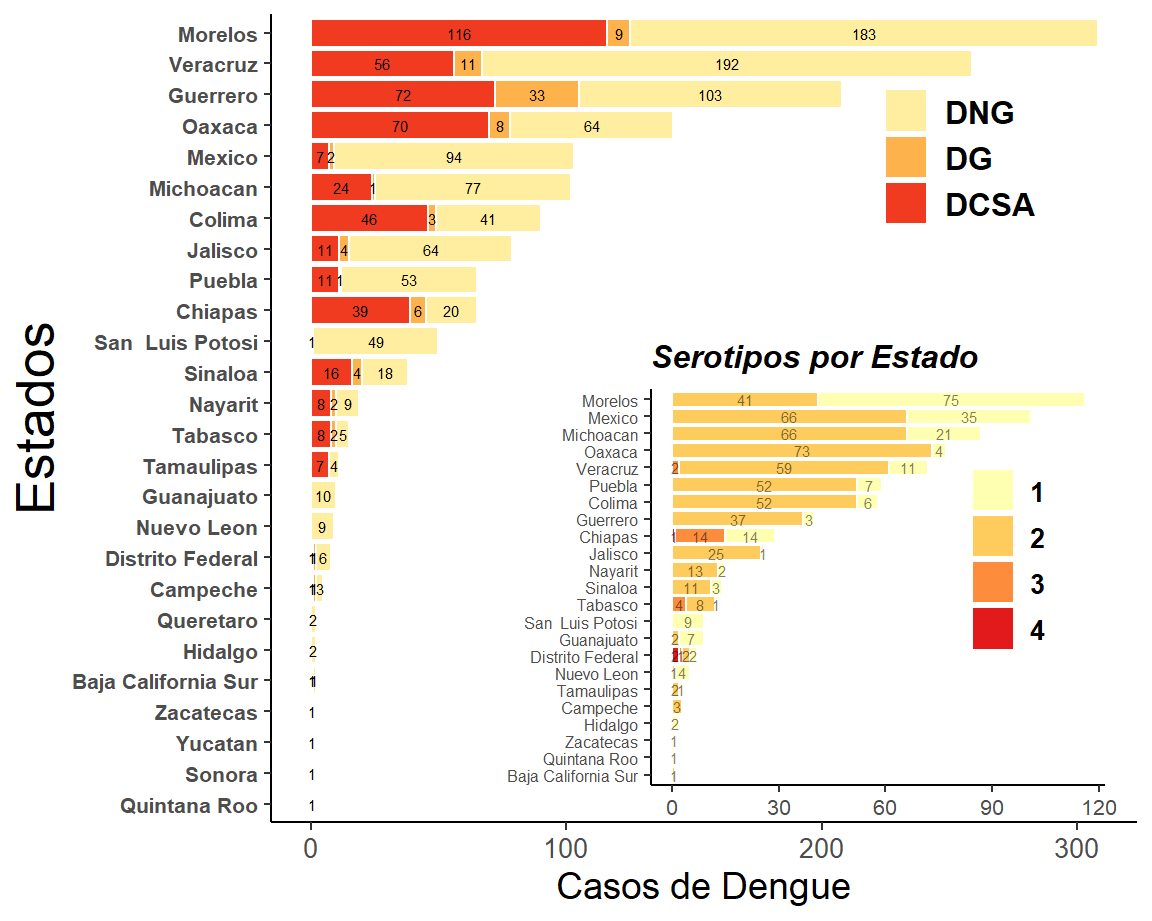 Morelos 116 9 183
Veracruz 56 11 192
Guerrero 72 33 103
Oaxaca 70 8 64
Mexico 7 2 94
Michoacan 24 1 77
Colima 46 3 41
Jalisco 11 4 64
Puebla 11 1 53
Chiapas 39 6 20
San  Luis Potosi 1 49
Sinaloa 16 4 18
Nayarit 8 2 9
Tabasco 8 2 5
Tamaulipas 7 4
Guanajuato 10
Nuevo Leon 9
Distrito Federal 1 1 6
Campeche 1 1 3
Queretaro 2
Hidalgo 2
Baja California Sur 1 1
Zacatecas 1
Yucatan 1
Sonora 1
Quintana Roo 1
0 100 200 300
Casos de Dengue
Estados
DNG
DG
DCSA
Serotipos por Estado
Morelos 41 75
Mexico 66 35
Michoacan 66 21
Oaxaca 73 4
Veracruz 2 59 11
Puebla 52 7
Colima 52 6
Guerrero 37 3
Chiapas 1 14 14
Jalisco 25 1
Nayarit 13 2
Sinaloa 11 3
Tabasco 4 8 1
San  Luis Potosi 9
Guanajuato 2 7
Distrito Federal 2 1 2 2
Nuevo Leon 1 4
Tamaulipas 2 1
Campeche 3
Hidalgo 2
Zacatecas 1
Quintana Roo 1
Baja California Sur 1
0 30 60 90 120
1
2
3
4